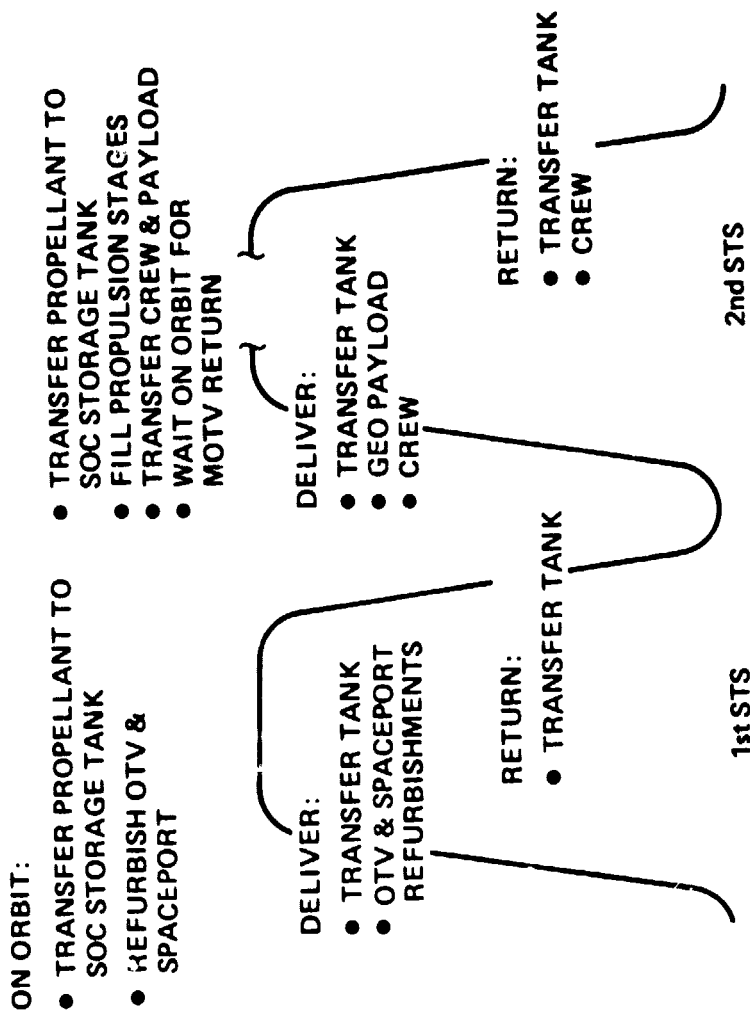 ON ORBIT:
● TRANSFER PROPELLANT TO
SOC STORAGE TANK
● REFURBISH OTV &
SPACEPORT
● TRANSFER PROPELLANT TO
SOC STORAGE TANK
● FILL PROPULSION STAGES
● TRANSFER CREW & PAYLOAD
● WAIT ON ORBIT FOR
MOTV RETURN
DELIVER:
● TRANSFER TANK
● OTV & SPACEPORT
REFURBISHMENTS
RETURN:
● TRANSFER TANK
DELIVER:
● TRANSFER TANK
● GEO PAYLOAD
● CREW
RETURN:
● TRANSFER TANK
● CREW
1st STS
2nd STS